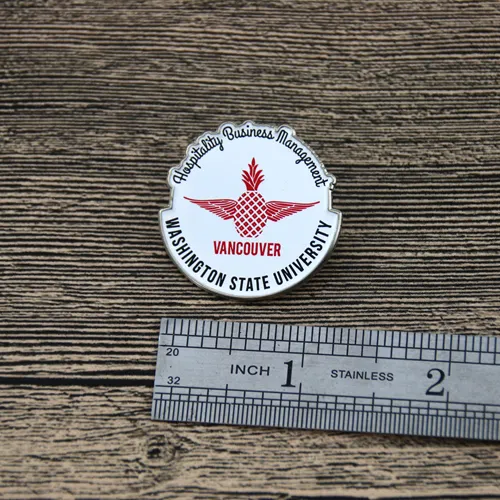 Hospitality Business Management
VANCOUVER
WASHINGTON STATE UNIVERSITY
20
32
INCH 1 STAINLESS 2